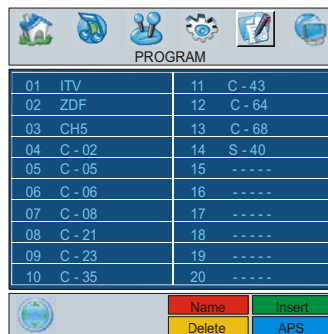 PROGRAM
01 ITV 11 C - 43
02 ZDF 12 C - 64
03 CH5 13 C - 68
04 C - 02 14 S - 40
05 C - 05 15 - - - - -
06 C - 06 16 - - - - -
07 C - 08 17 - - - - -
08 C - 21 18 - - - - -
09 C - 23 19 - - - - -
10 C - 35 20 - - - - -
Name Insert
Delete APS